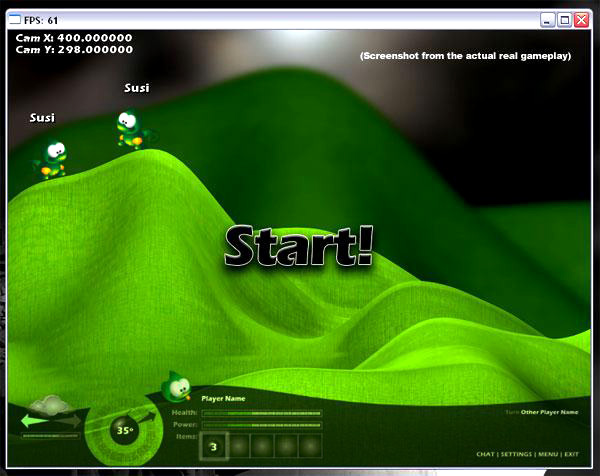 FPS: 61
Cam X: 400.000000
Cam Y: 298.000000
(Screenshot from the actual real gameplay)
Susi
Susi
Start!
Player Name
Health:
Power:
Items:
35°
3
Turn Other Player Name
CHAT | SETTINGS | MENU | EXIT